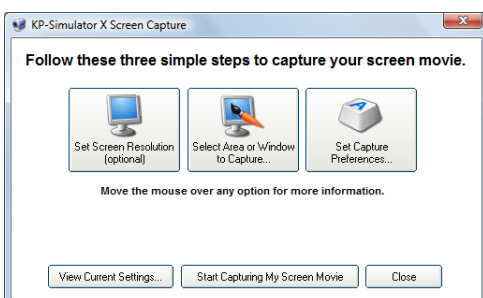 KP-Simulator X Screen Capture
Follow these three simple steps to capture your screen movie.
Set Screen Resolution
(optional)
Select Area or Window
to Capture...
Set Capture
Preferences...
Move the mouse over any option for more information.
View Current Settings...
Start Capturing My Screen Movie
Close